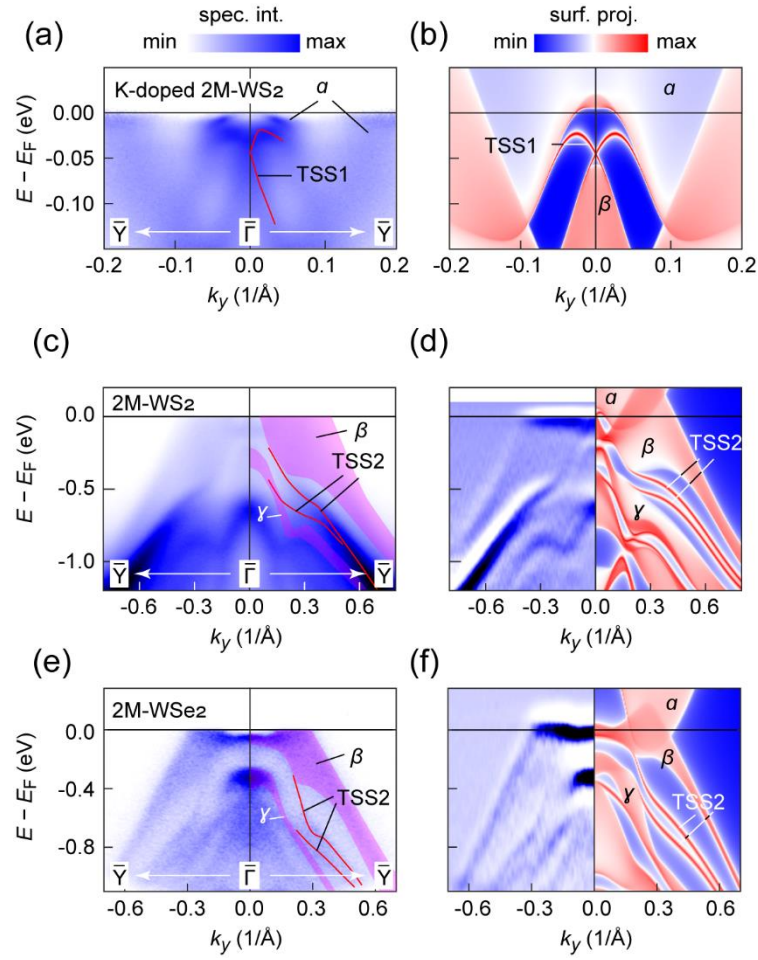 (a)
spec. int.
min
max
K-doped 2M-WS₂
α
TSS1
E – E_F (eV)
0.00
-0.05
-0.10
Ȳ
Γ̄
Ȳ
-0.2
-0.1
0.0
0.1
0.2
k_y (1/Å)
(b)
surf. proj.
min
max
α
TSS1
β
-0.2
-0.1
0.0
0.1
0.2
k_y (1/Å)
(c)
2M-WS₂
β
TSS2
γ
E – E_F (eV)
0.0
-0.5
-1.0
Ȳ
Γ̄
Ȳ
-0.6
-0.3
0.0
0.3
0.6
k_y (1/Å)
(d)
α
β
TSS2
γ
-0.6
-0.3
0.0
0.3
0.6
k_y (1/Å)
(e)
2M-WSe₂
β
TSS2
γ
E – E_F (eV)
0.0
-0.4
-0.8
Ȳ
Γ̄
Ȳ
-0.6
-0.3
0.0
0.3
0.6
k_y (1/Å)
(f)
α
β
γ
TSS2
-0.6
-0.3
0.0
0.3
0.6
k_y (1/Å)